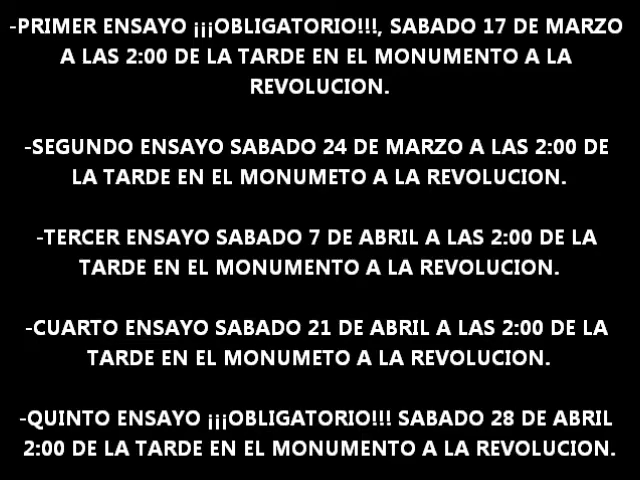 -PRIMER ENSAYO ¡¡¡OBLIGATORIO!!!, SABADO 17 DE MARZO
A LAS 2:00 DE LA TARDE EN EL MONUMENTO A LA
REVOLUCION.
-SEGUNDO ENSAYO SABADO 24 DE MARZO A LAS 2:00 DE
LA TARDE EN EL MONUMETO A LA REVOLUCION.
-TERCER ENSAYO SABADO 7 DE ABRIL A LAS 2:00 DE LA
TARDE EN EL MONUMENTO A LA REVOLUCION.
-CUARTO ENSAYO SABADO 21 DE ABRIL A LAS 2:00 DE LA
TARDE EN EL MONUMETO A LA REVOLUCION.
-QUINTO ENSAYO ¡¡¡OBLIGATORIO!!! SABADO 28 DE ABRIL
2:00 DE LA TARDE EN EL MONUMENTO A LA REVOLUCION.